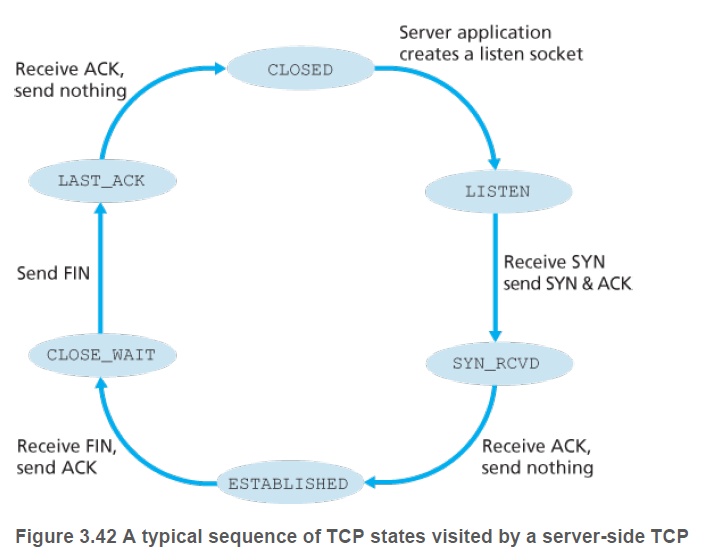 Server application
creates a listen socket
CLOSED
Receive ACK,
send nothing
LAST_ACK
LISTEN
Receive SYN
send SYN & ACK
Send FIN
CLOSE_WAIT
SYN_RCVD
Receive FIN,
send ACK
Receive ACK,
send nothing
ESTABLISHED
Figure 3.42 A typical sequence of TCP states visited by a server-side TCP